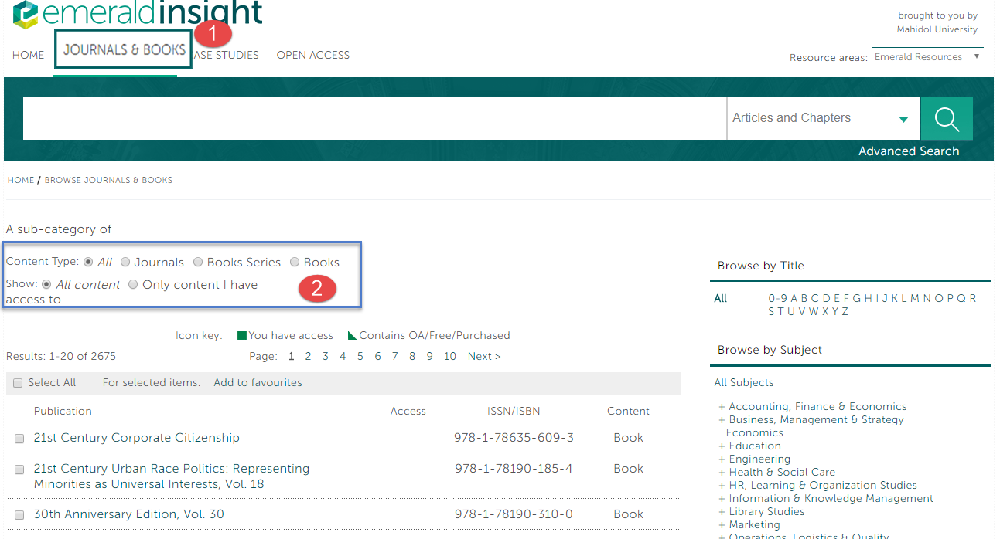 emeraldinsight
brought to you by
Mahidol University
1
HOME JOURNALS & BOOKS CASE STUDIES OPEN ACCESS
Resource areas: Emerald Resources
Articles and Chapters
Advanced Search
HOME / BROWSE JOURNALS & BOOKS
A sub-category of
Content Type: All Journals Books Series Books
Show: All content Only content I have
access to
2
Icon key: You have access Contains OA/Free/Purchased
Results: 1-20 of 2675 Page: 1 2 3 4 5 6 7 8 9 10 Next >
Select All For selected items: Add to favourites
Publication Access ISSN/ISBN Content
21st Century Corporate Citizenship 978-1-78635-609-3 Book
21st Century Urban Race Politics: Representing 978-1-78190-185-4 Book
Minorities as Universal Interests, Vol. 18
30th Anniversary Edition, Vol. 30 978-1-78190-310-0 Book
Browse by Title
All 0-9 A B C D E F G H I J K L M N O P Q R
S T U V W X Y Z
Browse by Subject
All Subjects
+ Accounting, Finance & Economics
+ Business, Management & Strategy
Economics
+ Education
+ Engineering
+ Health & Social Care
+ HR, Learning & Organization Studies
+ Information & Knowledge Management
+ Library Studies
+ Marketing
+ Operations, Logistics & Quality